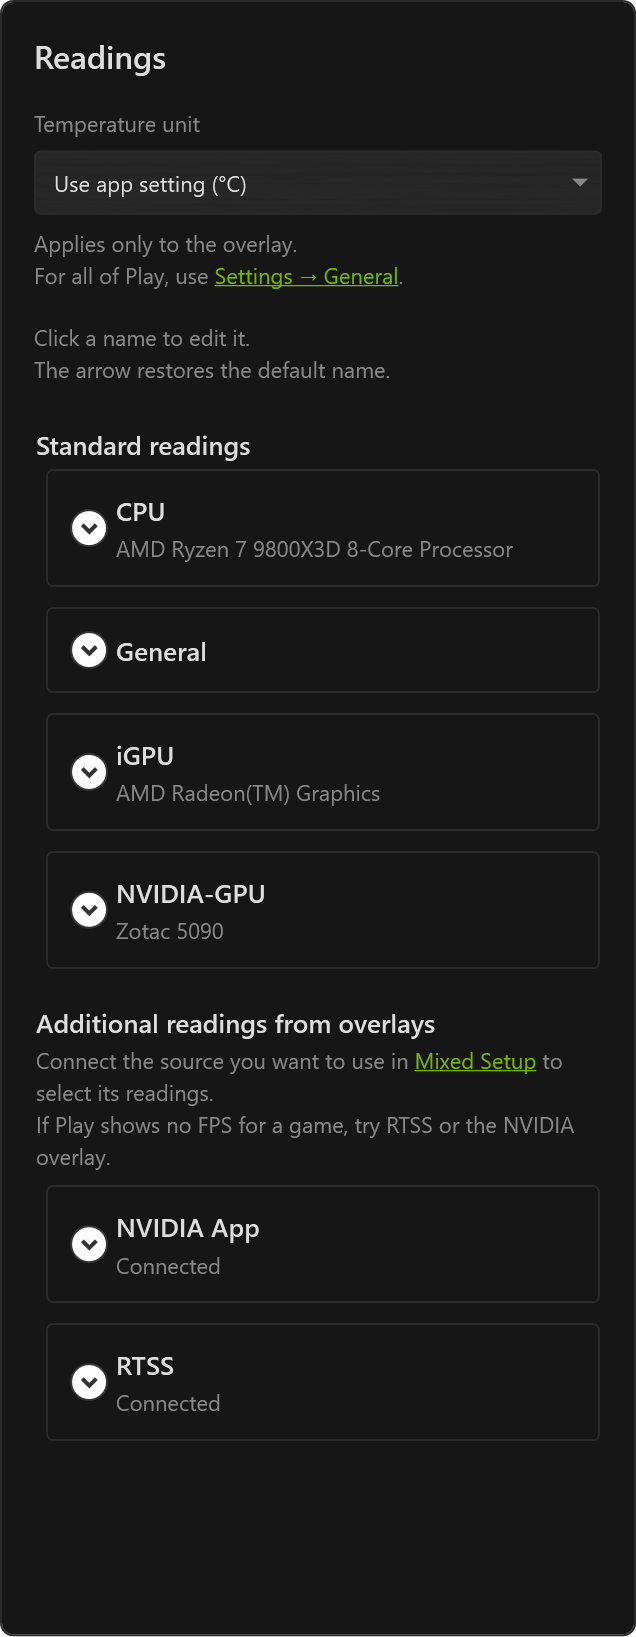 Readings
Temperature unit
Use app setting (°C)
Applies only to the overlay.
For all of Play, use Settings → General.
Click a name to edit it.
The arrow restores the default name.
Standard readings
CPU
AMD Ryzen 7 9800X3D 8-Core Processor
General
iGPU
AMD Radeon(TM) Graphics
NVIDIA-GPU
Zotac 5090
Additional readings from overlays
Connect the source you want to use in Mixed Setup to
select its readings.
If Play shows no FPS for a game, try RTSS or the NVIDIA
overlay.
NVIDIA App
Connected
RTSS
Connected